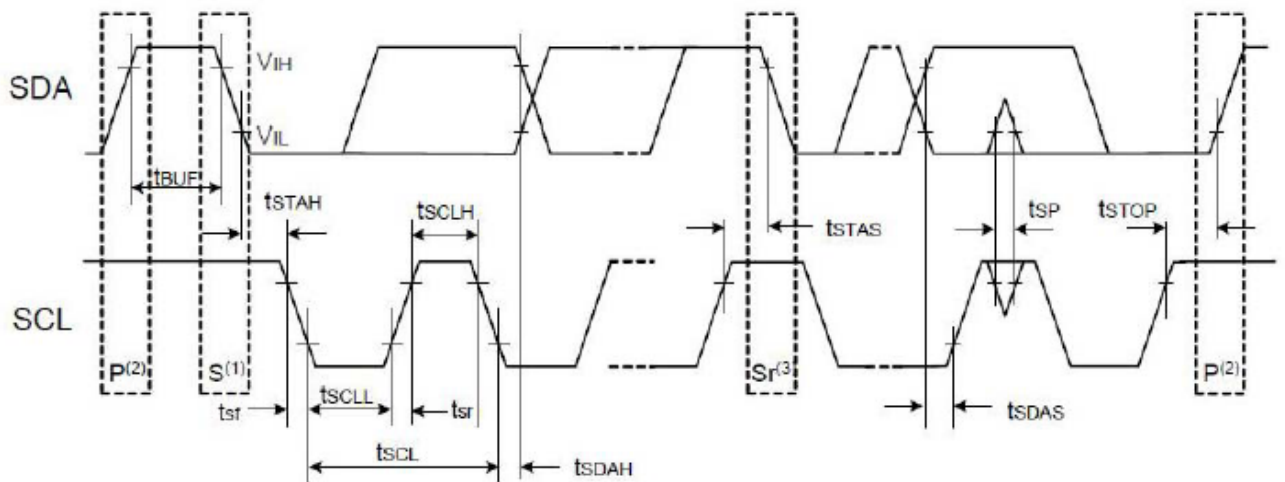 SDA
VIH
VIL
tBUF
tSTAH
tSCLH
tSTAS
tSP
tSTOP
SCL
P(2)
S(1)
Sr(3)
P(2)
tsf
tSCLL
tsr
tSDAS
tSCL
tSDAH